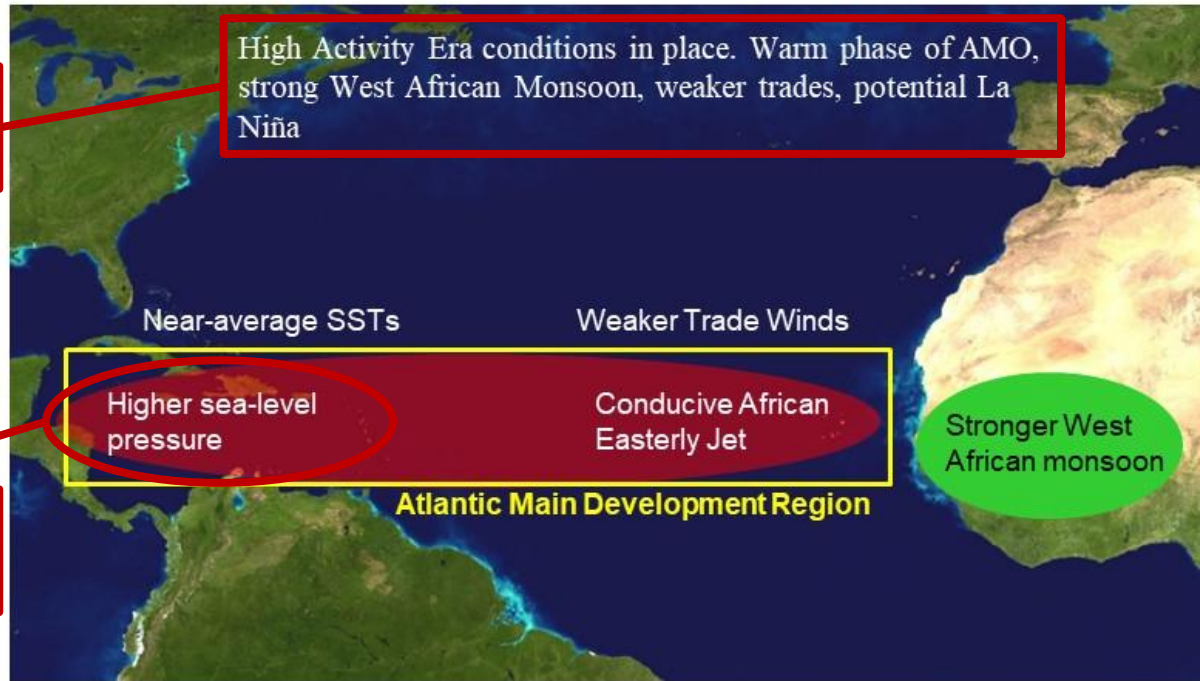 High Activity Era conditions in place. Warm phase of AMO,
strong West African Monsoon, weaker trades, potential La
Niña
Near-average SSTs
Weaker Trade Winds
Higher sea-level
pressure
Conducive African
Easterly Jet
Stronger West
African monsoon
Atlantic Main Development Region